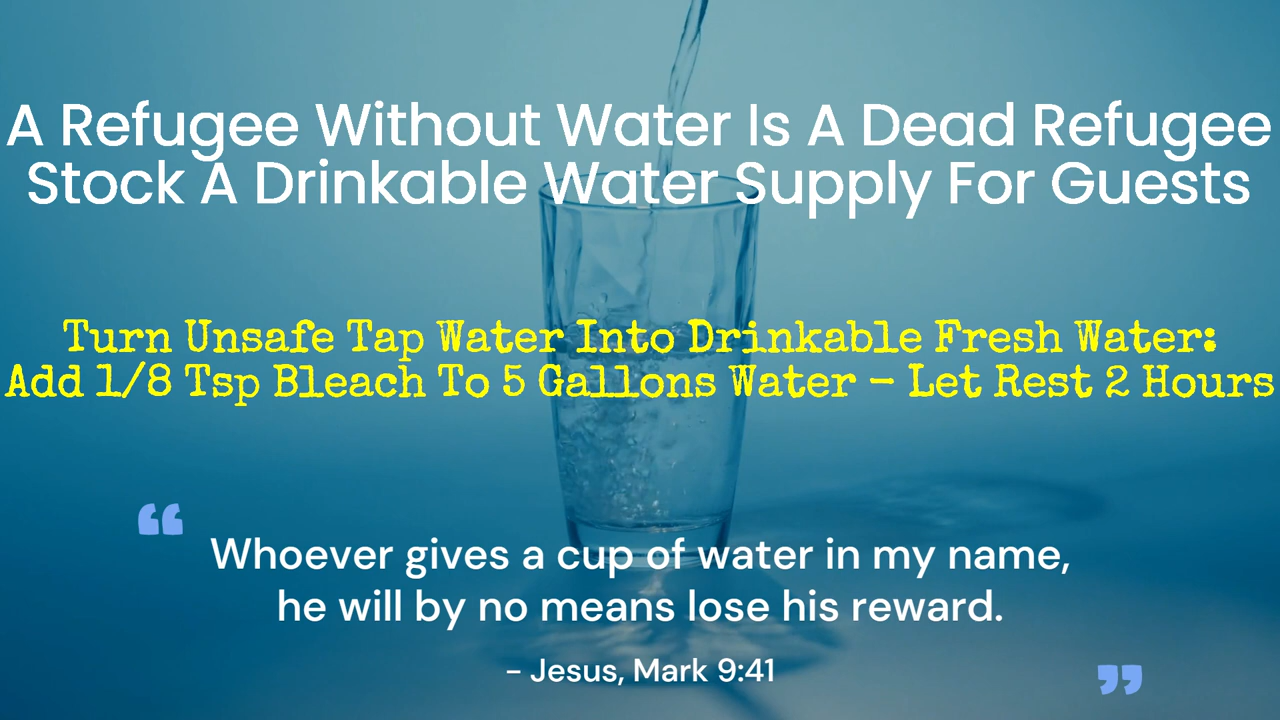 A Refugee Without Water Is A Dead Refugee
Stock A Drinkable Water Supply For Guests
Turn Unsafe Tap Water Into Drinkable Fresh Water:
Add 1/8 Tsp Bleach To 5 Gallons Water - Let Rest 2 Hours
“
Whoever gives a cup of water in my name,
he will by no means lose his reward.
- Jesus, Mark 9:41
”